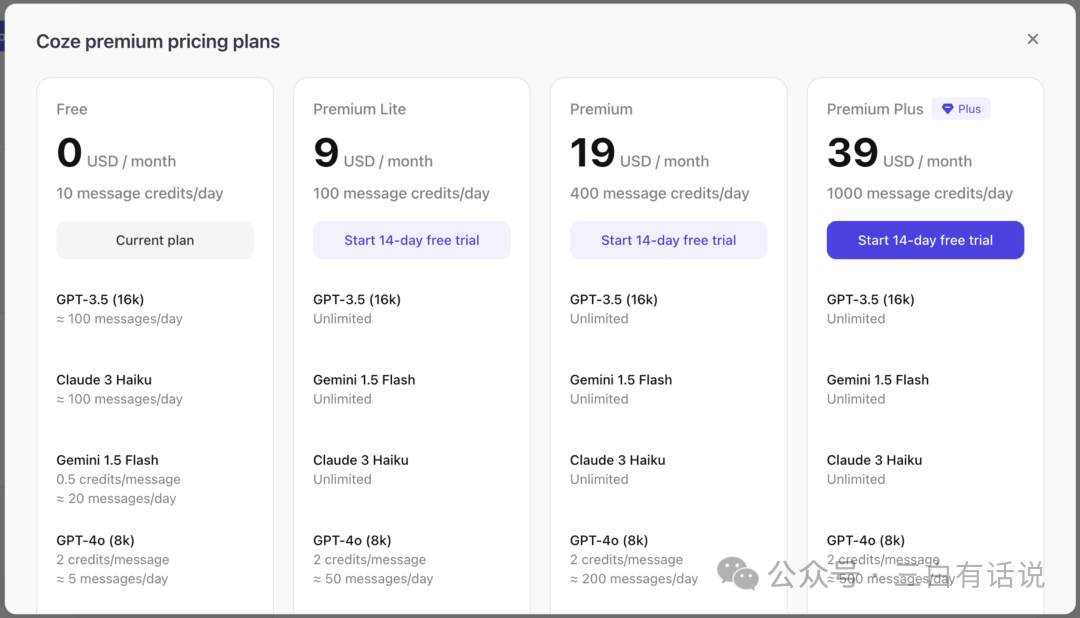 Coze premium pricing plans
Free
0 USD / month
10 message credits/day
Current plan
GPT-3.5 (16k)
≈ 100 messages/day
Claude 3 Haiku
≈ 100 messages/day
Gemini 1.5 Flash
0.5 credits/message
≈ 20 messages/day
GPT-4o (8k)
2 credits/message
≈ 5 messages/day
Premium Lite
9 USD / month
100 message credits/day
Start 14-day free trial
GPT-3.5 (16k)
Unlimited
Gemini 1.5 Flash
Unlimited
Claude 3 Haiku
Unlimited
GPT-4o (8k)
2 credits/message
≈ 50 messages/day
Premium
19 USD / month
400 message credits/day
Start 14-day free trial
GPT-3.5 (16k)
Unlimited
Gemini 1.5 Flash
Unlimited
Claude 3 Haiku
Unlimited
GPT-4o (8k)
2 credits/message
≈ 200 messages/day
Premium Plus Plus
39 USD / month
1000 message credits/day
Start 14-day free trial
GPT-3.5 (16k)
Unlimited
Gemini 1.5 Flash
Unlimited
Claude 3 Haiku
Unlimited
GPT-4o (8k)
2 credits/message
≈ 500 messages/day
公众号 · 三白有话说